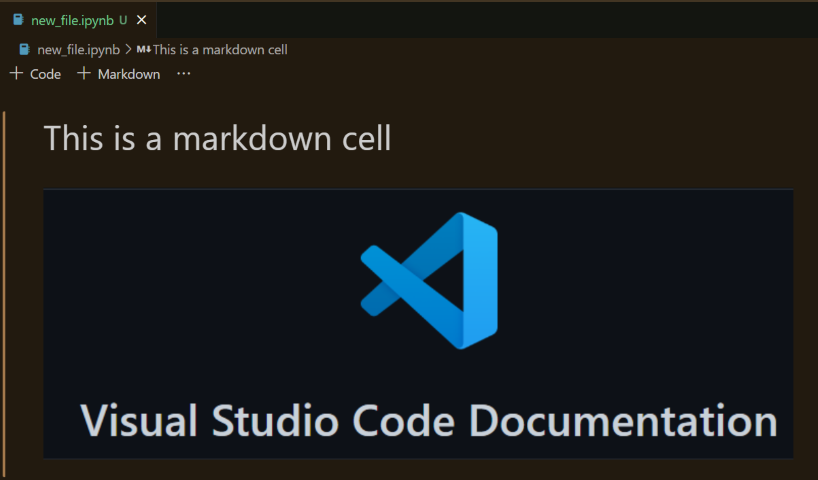 new_file.ipynb U
new_file.ipynb > M↓ This is a markdown cell
+ Code + Markdown ...
This is a markdown cell
Visual Studio Code Documentation